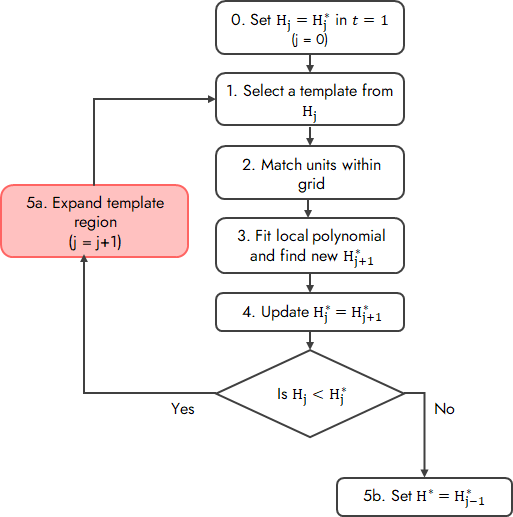 0. Set H_j = H_j^* in t = 1
(j = 0)
1. Select a template from
H_j
2. Match units within
grid
3. Fit local polynomial
and find new H_{j+1}^*
4. Update H_j^* = H_{j+1}^*
5a. Expand template
region
(j = j+1)
Is H_j < H_j^*
Yes
No
5b. Set H^* = H_{j−1}^*